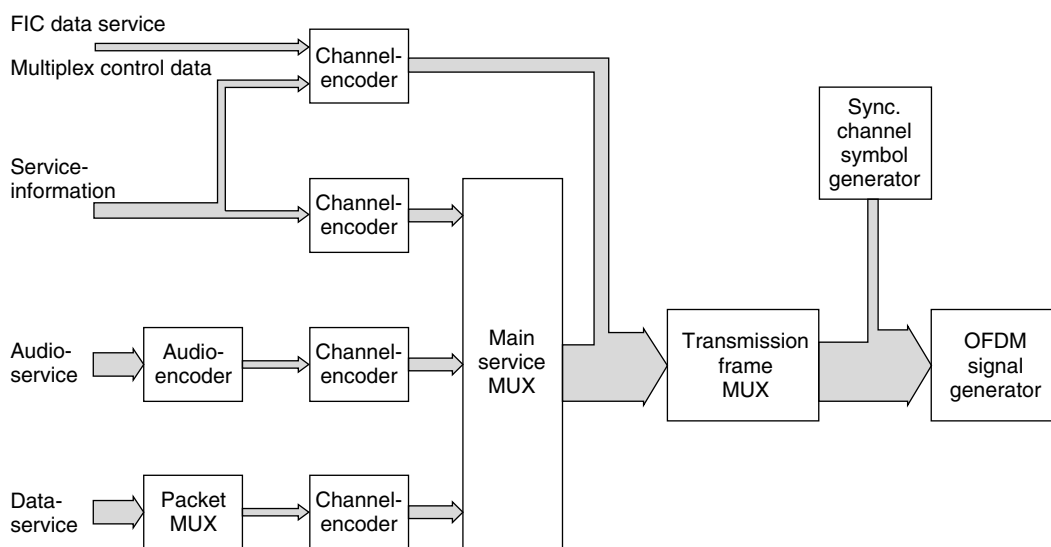 FIC data service
Multiplex control data
Channel-
encoder
Sync.
channel
symbol
generator
Service-
information
Channel-
encoder
Main
service
MUX
Transmission
frame
MUX
OFDM
signal
generator
Audio-
service
Audio-
encoder
Channel-
encoder
Data-
service
Packet
MUX
Channel-
encoder